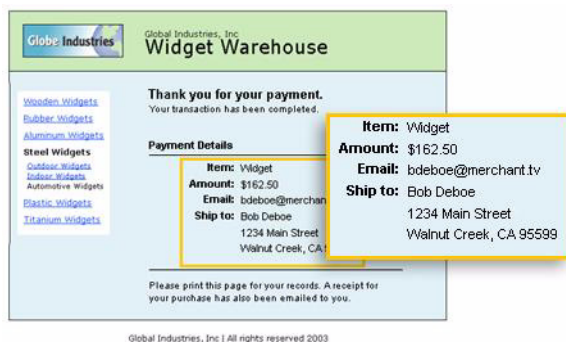 Globe Industries
Global Industries, Inc
Widget Warehouse
Wooden Widgets
Rubber Widgets
Aluminum Widgets
Steel Widgets
Outdoor Widgets
Indoor Widgets
Automotive Widgets
Plastic Widgets
Titanium Widgets
Thank you for your payment.
Your transaction has been completed.
Payment Details
Item: Widget
Amount: $162.50
Email: bdeboe@merchan
Ship to: Bob Deboe
1234 Main Street
Walnut Creek, CA
Please print this page for your records. A receipt for
your purchase has also been emailed to you.
Item: Widget
Amount: $162.50
Email: bdeboe@merchant.tv
Ship to: Bob Deboe
1234 Main Street
Walnut Creek, CA 95599
Global Industries, Inc | All rights reserved 2003